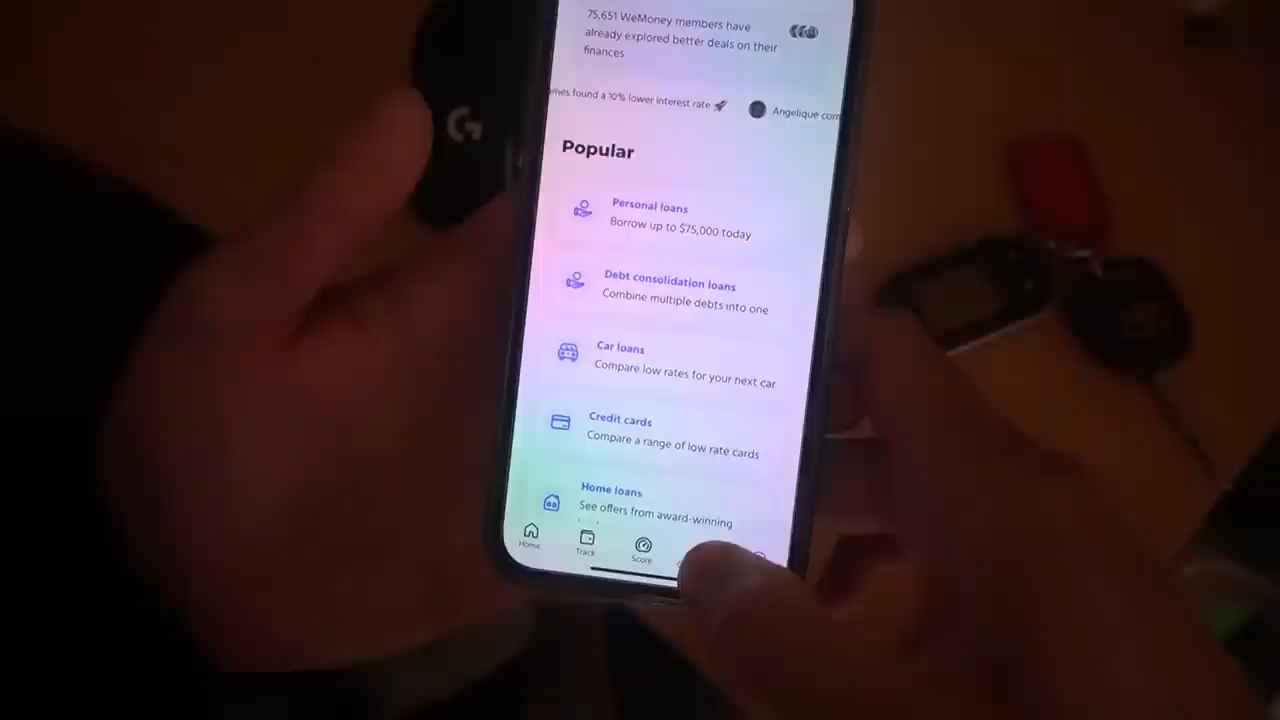 75,651 WeMoney members have
already explored better deals on their
finances
found a 10% lower interest rate 🚀
Angelique
Popular
Personal loans
Borrow up to $75,000 today
Debt consolidation loans
Combine multiple debts into one
Car loans
Compare low rates for your next car
Credit cards
Compare a range of low rate cards
Home loans
See offers from award-winning
Home
Track
Score